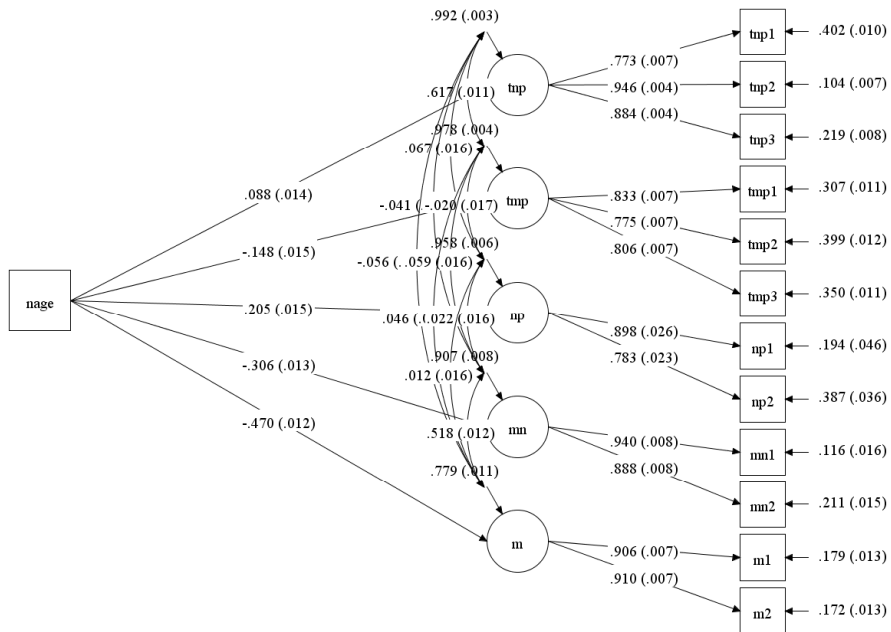 .992 (.003)
tnp
tnp1
.402 (.010)
.773 (.007)
.946 (.004)
tnp2
.104 (.007)
.884 (.004)
.617 (.011)
tnp3
.219 (.008)
.978 (.004)
.067 (.016)
.088 (.014)
tmp
tmp1
.307 (.011)
.833 (.007)
.775 (.007)
tmp2
.399 (.012)
.806 (.007)
-.041 (
-.020 (.017)
-.148 (.015)
.958 (.006)
-.056 (
.059 (.016)
tmp3
.350 (.011)
nage
.205 (.015)
np
.046 (
.022 (.016)
.898 (.026)
np1
.194 (.046)
.783 (.023)
.907 (.008)
-.306 (.013)
.012 (.016)
np2
.387 (.036)
-.470 (.012)
mn
.518 (.012)
.940 (.008)
mn1
.116 (.016)
.888 (.008)
.779 (.011)
mn2
.211 (.015)
m
.906 (.007)
m1
.179 (.013)
.910 (.007)
m2
.172 (.013)